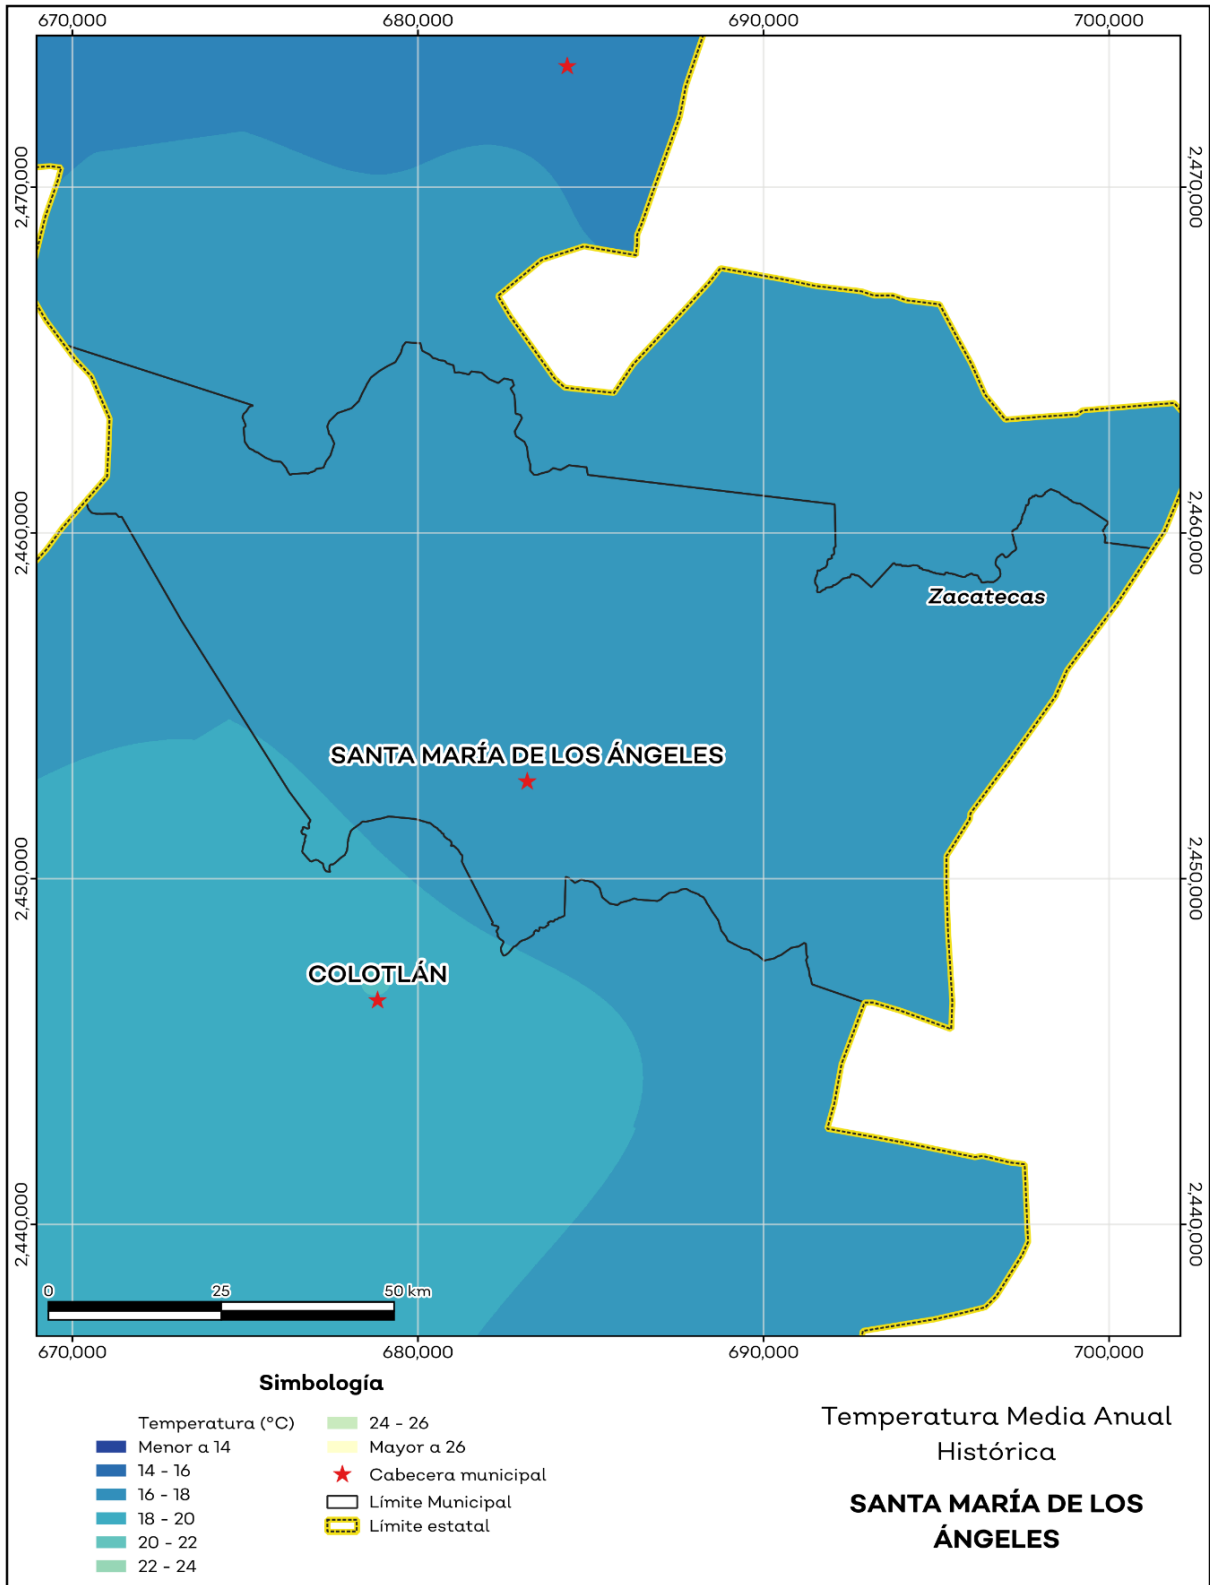 670,000 680,000 690,000 700,000
2,470,000 2,470,000
2,460,000 2,460,000
Zacatecas
SANTA MARÍA DE LOS ÁNGELES
2,450,000 2,450,000
COLOTLÁN
2,440,000 2,440,000
0 25 50 km
670,000 680,000 690,000 700,000
Simbología
Temperatura (°C)
Menor a 14
14 - 16
16 - 18
18 - 20
20 - 22
22 - 24
24 - 26
Mayor a 26
Cabecera municipal
Límite Municipal
Límite estatal
Temperatura Media Anual
Histórica
SANTA MARÍA DE LOS
ÁNGELES